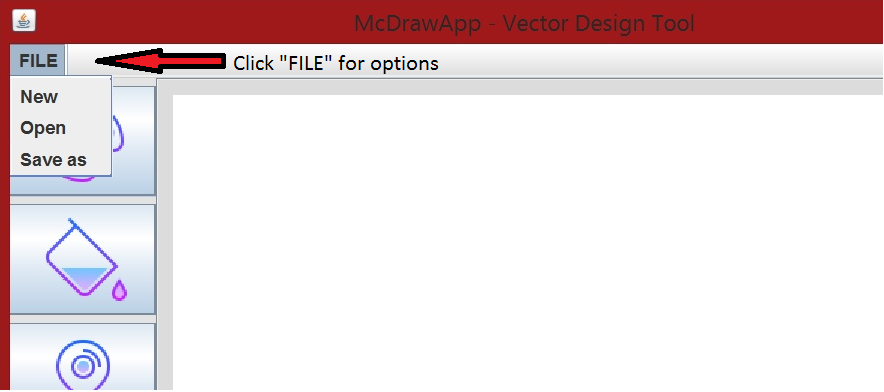 McDrawApp - Vector Design Tool
FILE
Click "FILE" for options
New
Open
Save as